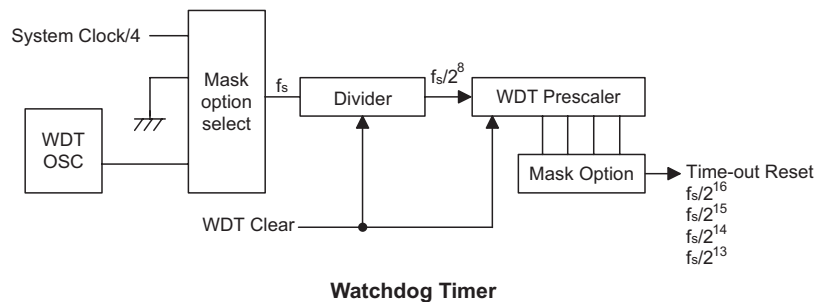 System Clock/4
Mask
option
select
WDT
OSC
fs
Divider
fs/2^8
WDT Prescaler
Mask Option
WDT Clear
Time-out Reset
fs/2^16
fs/2^15
fs/2^14
fs/2^13
Watchdog Timer